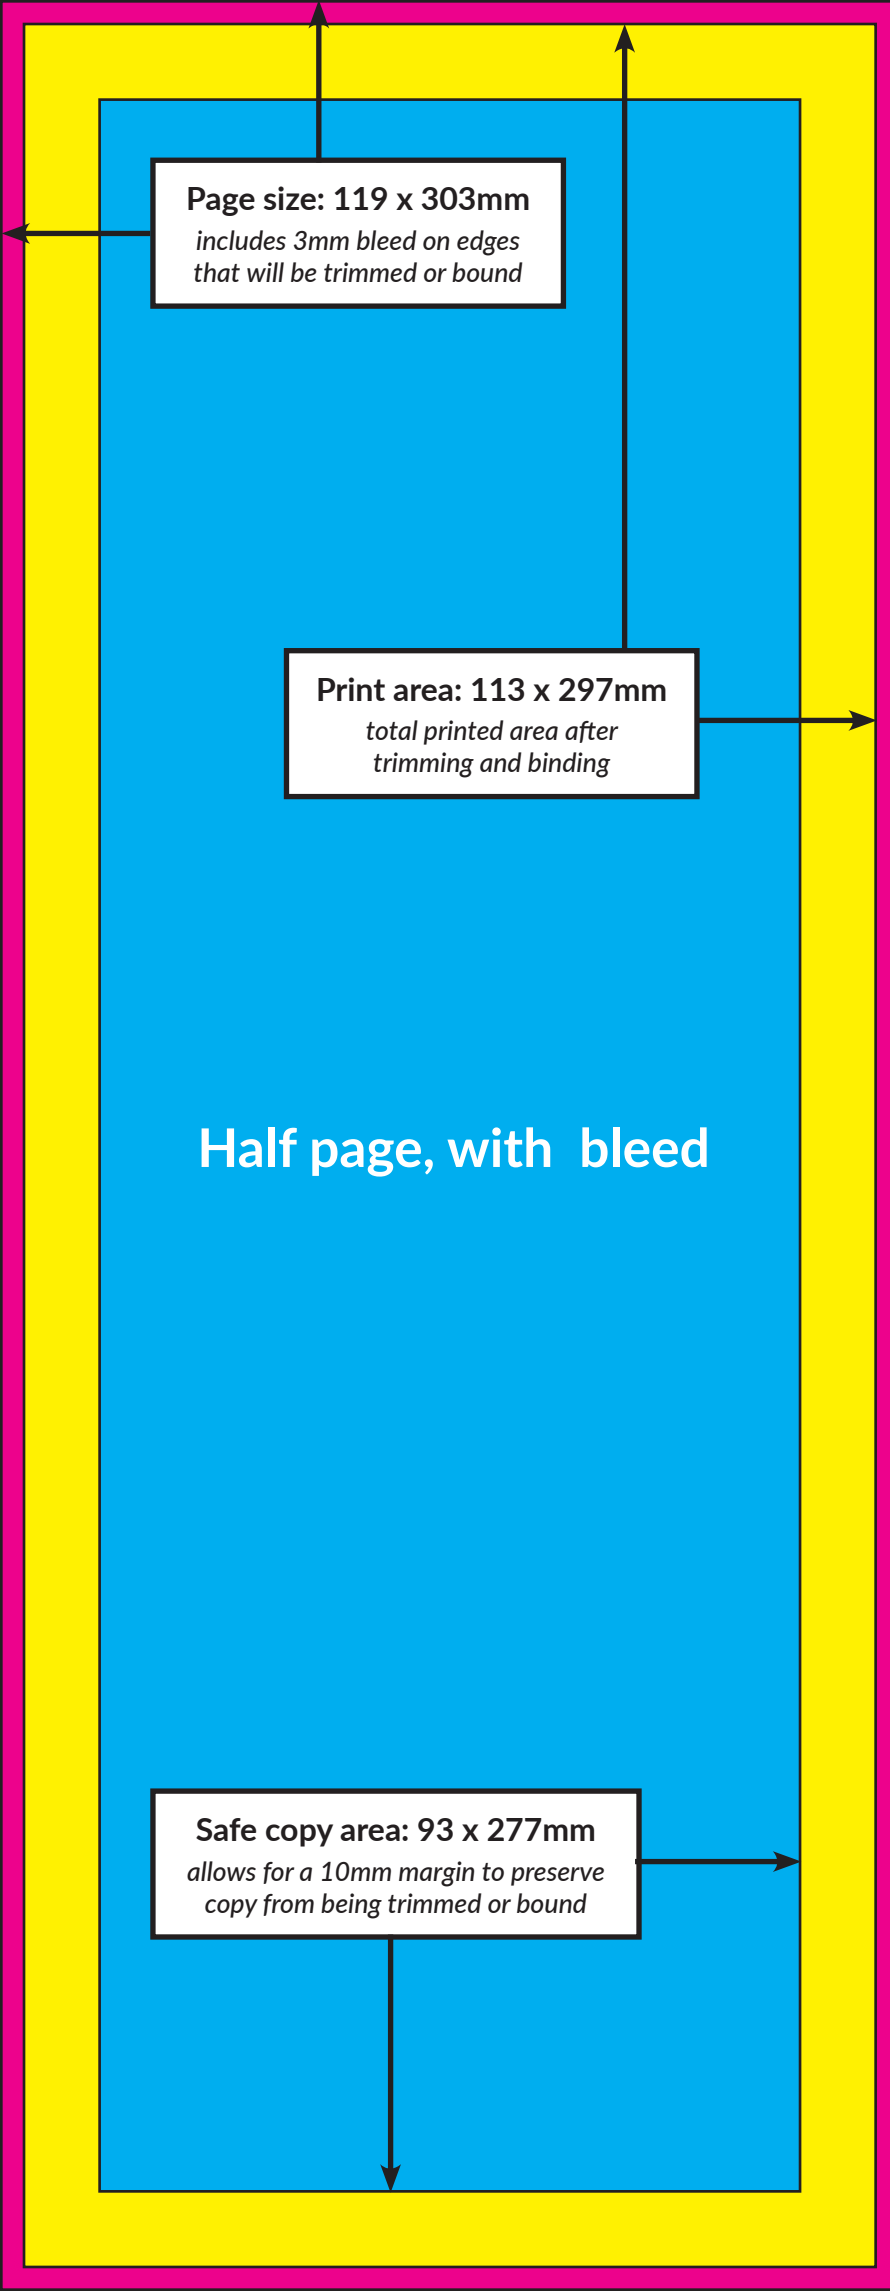 Page size: 119 x 303mm
includes 3mm bleed on edges
that will be trimmed or bound
Print area: 113 x 297mm
total printed area after
trimming and binding
Half page, with  bleed
Safe copy area: 93 x 277mm
allows for a 10mm margin to preserve
copy from being trimmed or bound